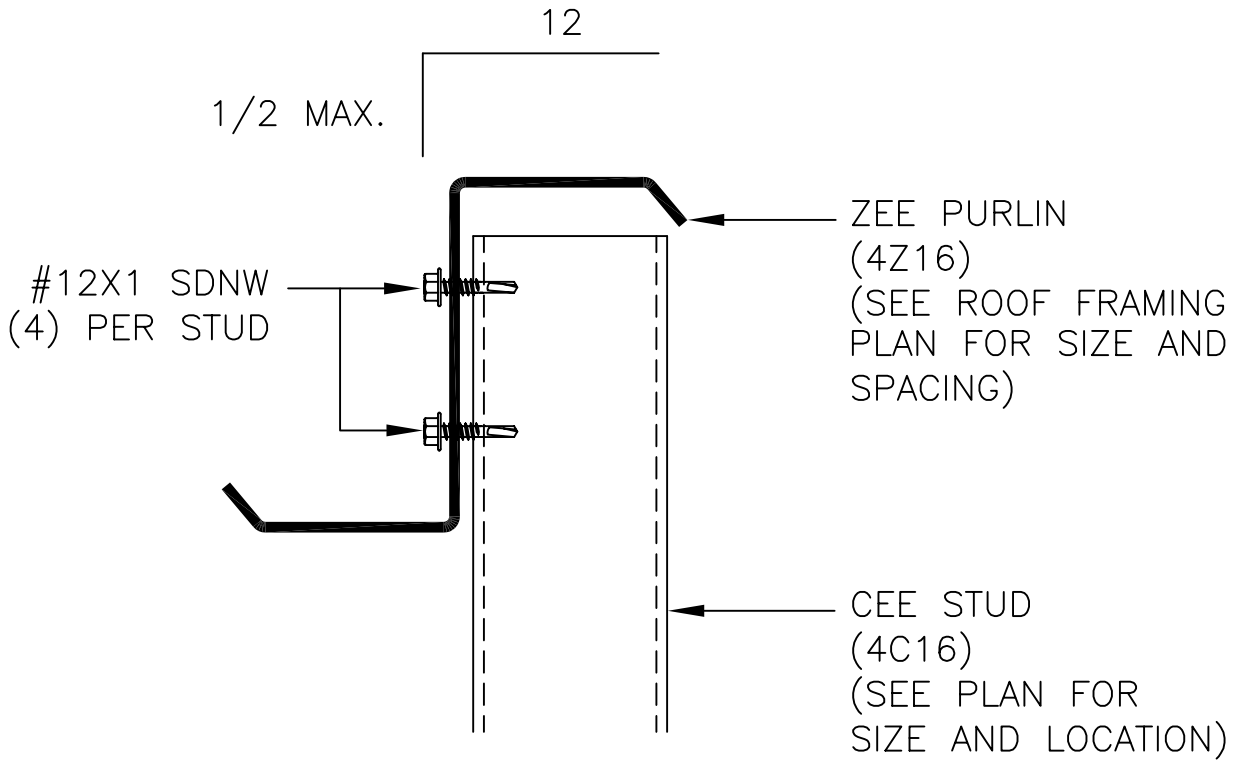 12
1/2 MAX.
ZEE PURLIN
(4Z16)
(SEE ROOF FRAMING
PLAN FOR SIZE AND
SPACING)
#12X1 SDNW
(4) PER STUD
CEE STUD
(4C16)
(SEE PLAN FOR
SIZE AND LOCATION)